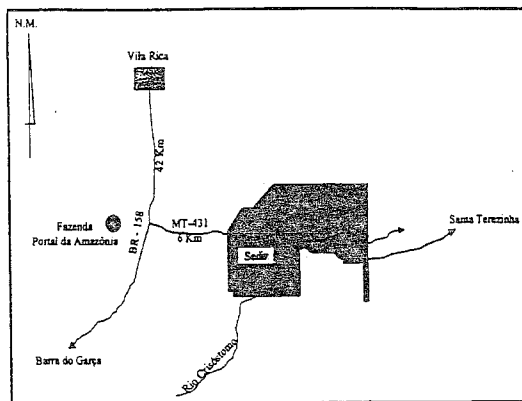 N.M.
Vila Rica
42 Km
Fazenda
Portal da Amazônia
BR - 158
MT-431
6 Km
Sede
Santa Terezinha
Barra do Garça
Rio Crisóstomo